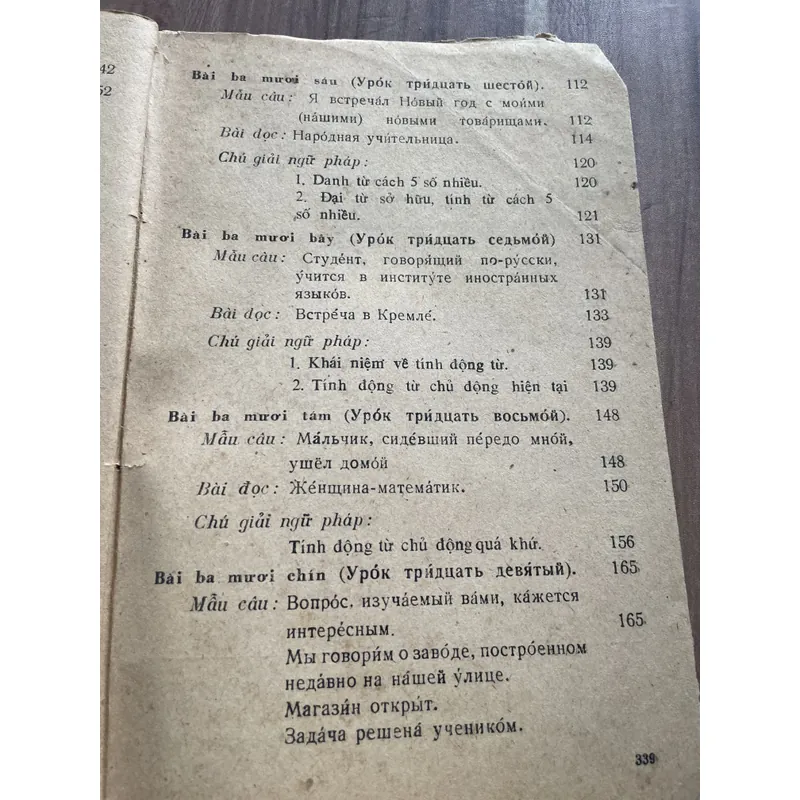 42
52
Bài ba mươi sáu (Уро́к три́дцать шесто́й). 112
Mẫu câu : Я встреча́л Но́вый год с мои́ми
(на́шими) но́выми това́рищами. 112
Bài đọc : Наро́дная учи́тельница. 114
Chú giải ngữ pháp : 120
1. Danh từ cách 5 số nhiều. 120
2. Đại từ sở hữu, tính từ cách 5
số nhiều. 121
Bài ba mươi bảy (Уро́к три́дцать седьмо́й) 131
Mẫu câu : Студе́нт, говоря́щий по-ру́сски,
у́чится в институ́те иностра́нных
языко́в. 131
Bài đọc : Встре́ча в Кремле́. 133
Chú giải ngữ pháp : 139
1. Khái niệm về tính động từ. 139
2. Tính động từ chủ động hiện tại 139
Bài ba mươi tám (Уро́к три́дцать восьмо́й). 148
Mẫu câu : Ма́льчик, сиде́вший пе́редо мно́й,
ушёл домо́й 148
Bài đọc : Же́нщина-матема́тик. 150
Chú giải ngữ pháp :
Tính động từ chủ động quá khứ. 156
Bài ba mươi chín (Уро́к три́дцать девя́тый). 165
Mẫu câu : Вопро́с, изуча́емый ва́ми, ка́жется
интере́сным. 165
Мы говори́м о заво́де, постро́енном
неда́вно на на́шей у́лице.
Магази́н откры́т.
Зада́ча решена́ ученико́м.
339